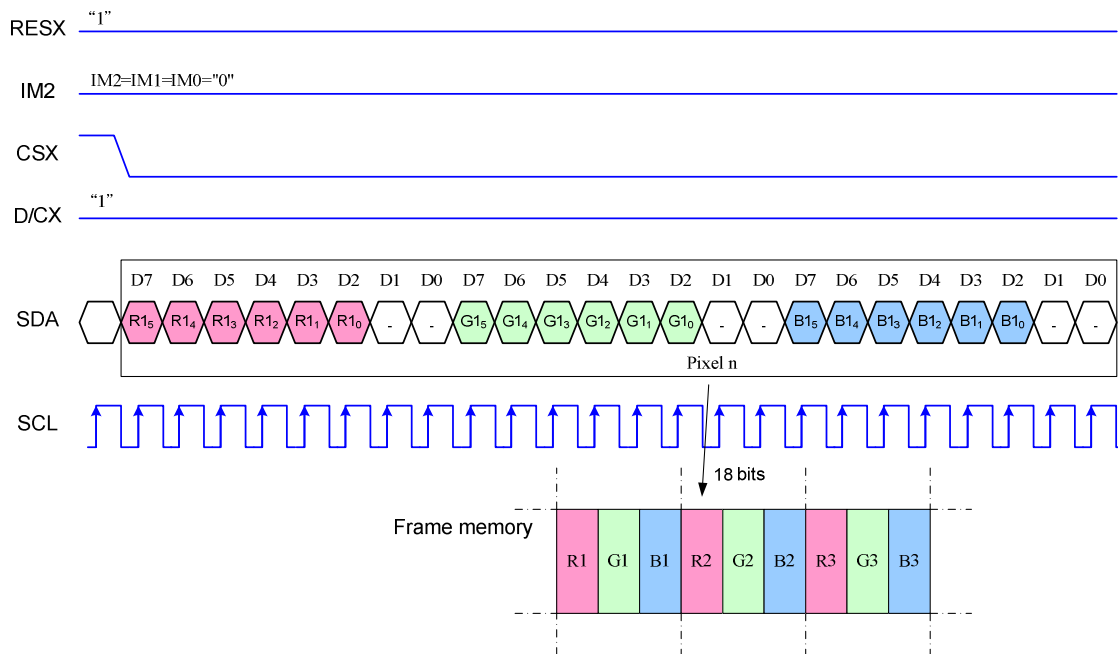 RESX “1”
IM2 IM2=IM1=IM0="0"
CSX
D/CX “1”
D7 D6 D5 D4 D3 D2 D1 D0 D7 D6 D5 D4 D3 D2 D1 D0 D7 D6 D5 D4 D3 D2 D1 D0
SDA R1₅ R1₄ R1₃ R1₂ R1₁ R1₀ - - G1₅ G1₄ G1₃ G1₂ G1₁ G1₀ - - B1₅ B1₄ B1₃ B1₂ B1₁ B1₀ - -
Pixel n
SCL
18 bits
Frame memory
R1 G1 B1 R2 G2 B2 R3 G3 B3